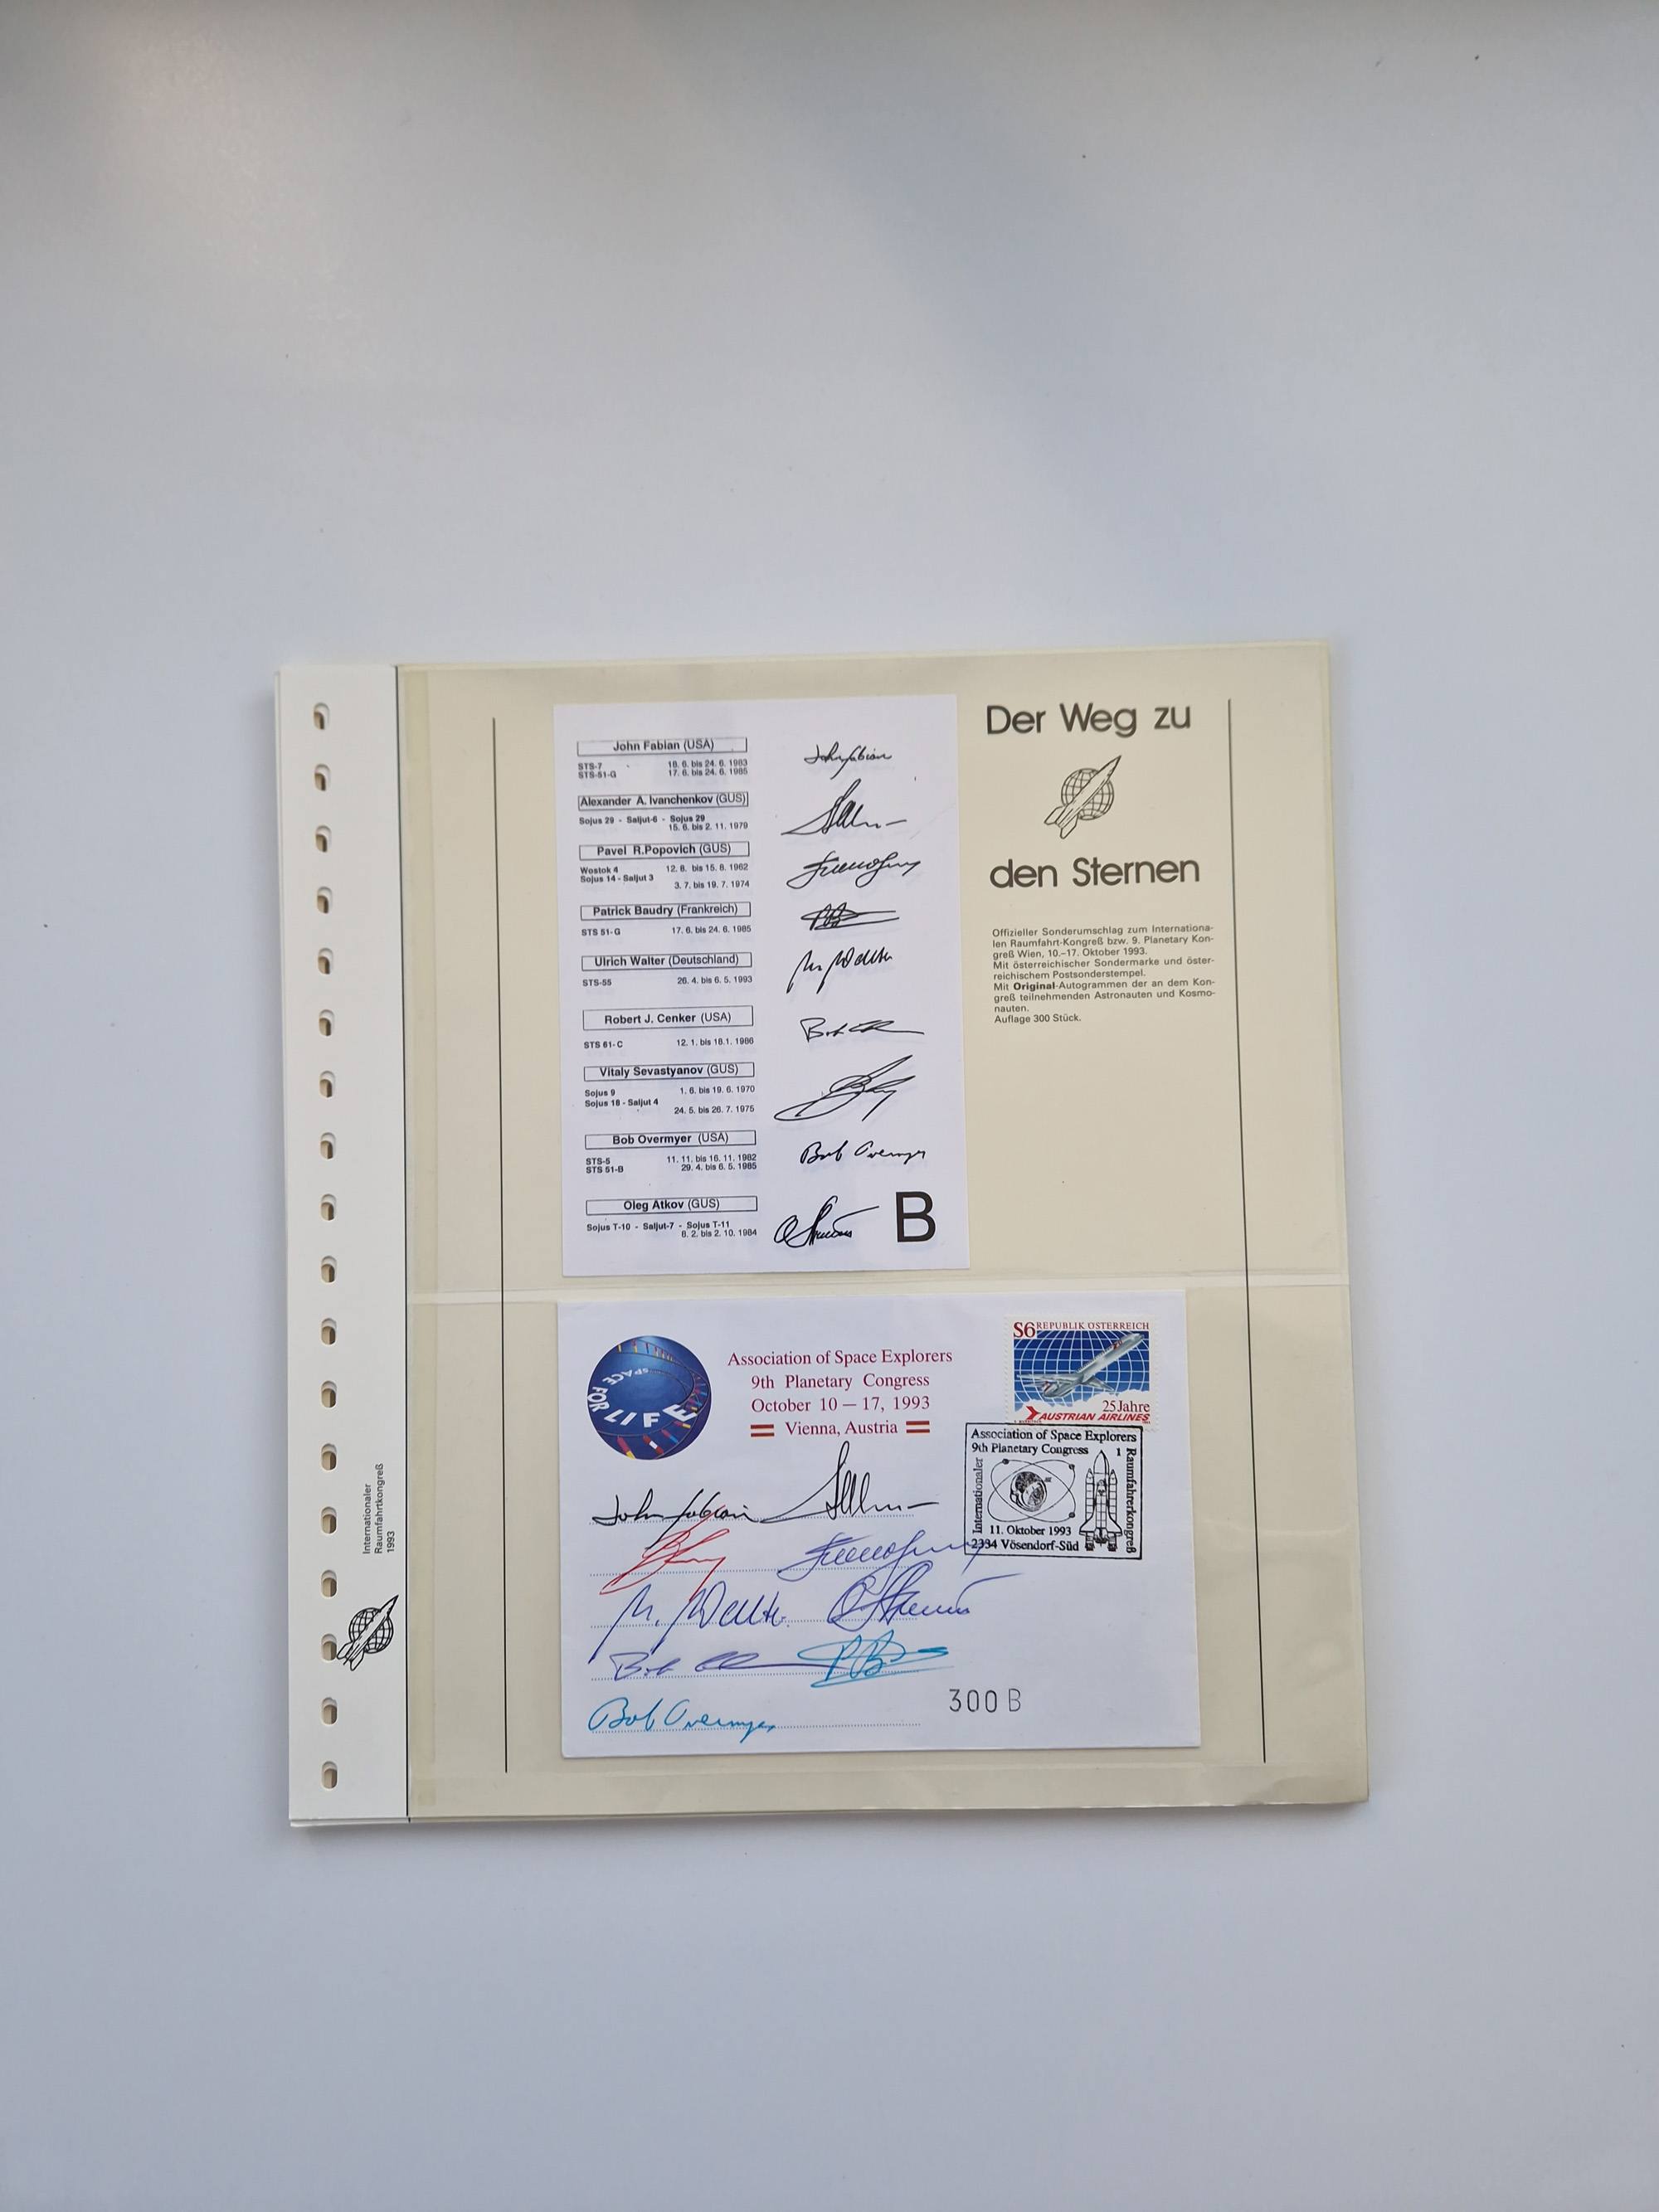 John Fabian (USA)
STS-7 18. 6. bis 24. 6. 1983
STS-51-G 17. 6. bis 24. 6. 1985
John Fabian
Alexander A. Ivanchenkov (GUS)
Sojus 29 - Saljut-6 - Sojus 29
15. 6. bis 2. 11. 1979
Pavel R.Popovich (GUS)
Wostok 4 12. 8. bis 15. 8. 1962
Sojus 14 - Saljut 3
3. 7. bis 19. 7. 1974
Patrick Baudry (Frankreich)
STS 51-G 17. 6. bis 24. 6. 1985
Ulrich Walter (Deutschland)
STS-55 26. 4. bis 6. 5. 1993
Robert J. Cenker (USA)
STS 61-C 12. 1. bis 18.1. 1986
Vitaly Sevastyanov (GUS)
Sojus 9 1. 6. bis 19. 6. 1970
Sojus 18 - Saljut 4
24. 5. bis 26. 7. 1975
Bob Overmyer (USA)
STS-5 11. 11. bis 16. 11. 1982
STS 51-B 29. 4. bis 6. 5. 1985
Bob Overmyer
Oleg Atkov (GUS)
Sojus T-10 - Saljut-7 - Sojus T-11
8. 2. bis 2. 10. 1984
B
Der Weg zu
den Sternen
Offizieller Sonderumschlag zum Internationa-
len Raumfahrt-Kongreß bzw. 9. Planetary Kon-
greß Wien, 10.–17. Oktober 1993.
Mit österreichischer Sondermarke und öster-
reichischem Postsonderstempel.
Mit Original-Autogrammen der an dem Kon-
greß teilnehmenden Astronauten und Kosmo-
nauten.
Auflage 300 Stück.
SPACE
FOR
LIFE
Association of Space Explorers
9th Planetary Congress
October 10 — 17, 1993
Vienna, Austria
S6 REPUBLIK ÖSTERREICH
25 Jahre
AUSTRIAN AIRLINES
Association of Space Explorers
9th Planetary Congress 1
Internationaler
Raumfahrerkongreß
11. Oktober 1993
2334 Vösendorf-Süd
John Fabian
Bob Overmyer
300 B
Internationaler
Raumfahrtkongreß
1993